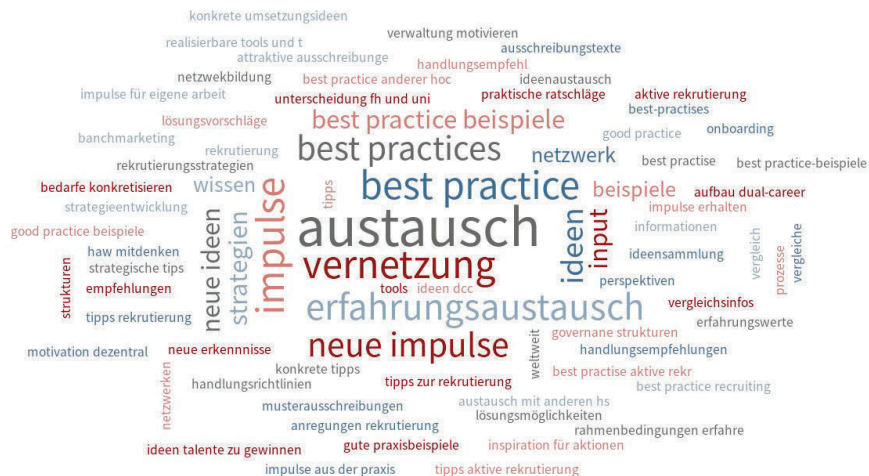 konkrete umsetzungsideen
verwaltung motivieren
realisierbare tools und t
ausschreibungstexte
attraktive ausschreibunge
handlungsempfehl
netzwekbildung
best practice anderer hoc
ideenaustausch
impulse für eigene arbeit
unterscheidung fh und uni
praktische ratschläge
aktive rekrutierung
best-practises
lösungsvorschläge
best practice beispiele
good practice
onboarding
banchmarketing
rekrutierung
best practices
netzwerk
best practise
best practice-beispiele
rekrutierungsstrategien
bedarfe konkretisieren
wissen
tipps
best practice
beispiele
aufbau dual-career
strategieentwicklung
impulse
impulse erhalten
good practice beispiele
neue ideen
strategien
austausch
ideen
input
informationen
vergleich
vergleiche
haw mitdenken
ideensammlung
prozesse
strategische tips
vernetzung
strukturen
empfehlungen
tools
ideen dcc
perspektiven
erfahrungsaustausch
vergleichsinfos
tipps rekrutierung
erfahrungswerte
neue impulse
governane strukturen
motivation dezentral
neue erkennnisse
weltweit
handlungsempfehlungen
konkrete tipps
best practise aktive rekr
handlungsrichtlinien
tipps zur rekrutierung
best practice recruiting
netzwerken
musterausschreibungen
austausch mit anderen hs
lösungsmöglichkeiten
anregungen rekrutierung
rahmenbedingungen erfahre
ideen talente zu gewinnen
gute praxisbeispiele
inspiration für aktionen
impulse aus der praxis
tipps aktive rekrutierung